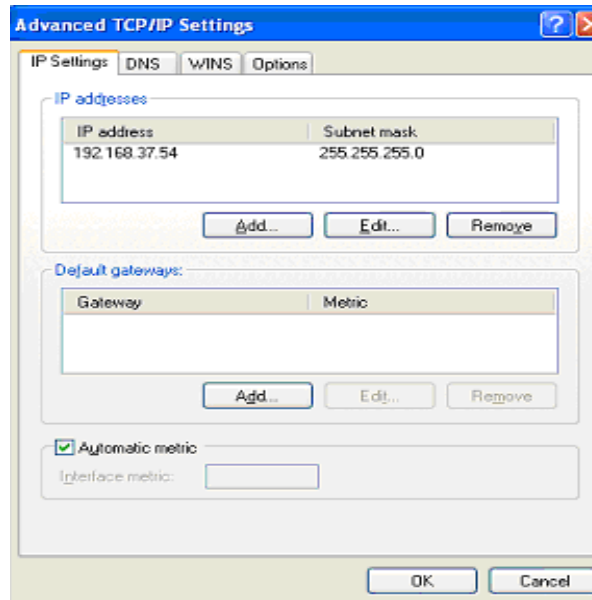 Advanced TCP/IP Settings
IP Settings DNS WINS Options
IP addresses
IP address Subnet mask
192.168.37.54 255.255.255.0
Add... Edit... Remove
Default gateways:
Gateway Metric
Add... Edit... Remove
Automatic metric
Interface metric:
OK Cancel